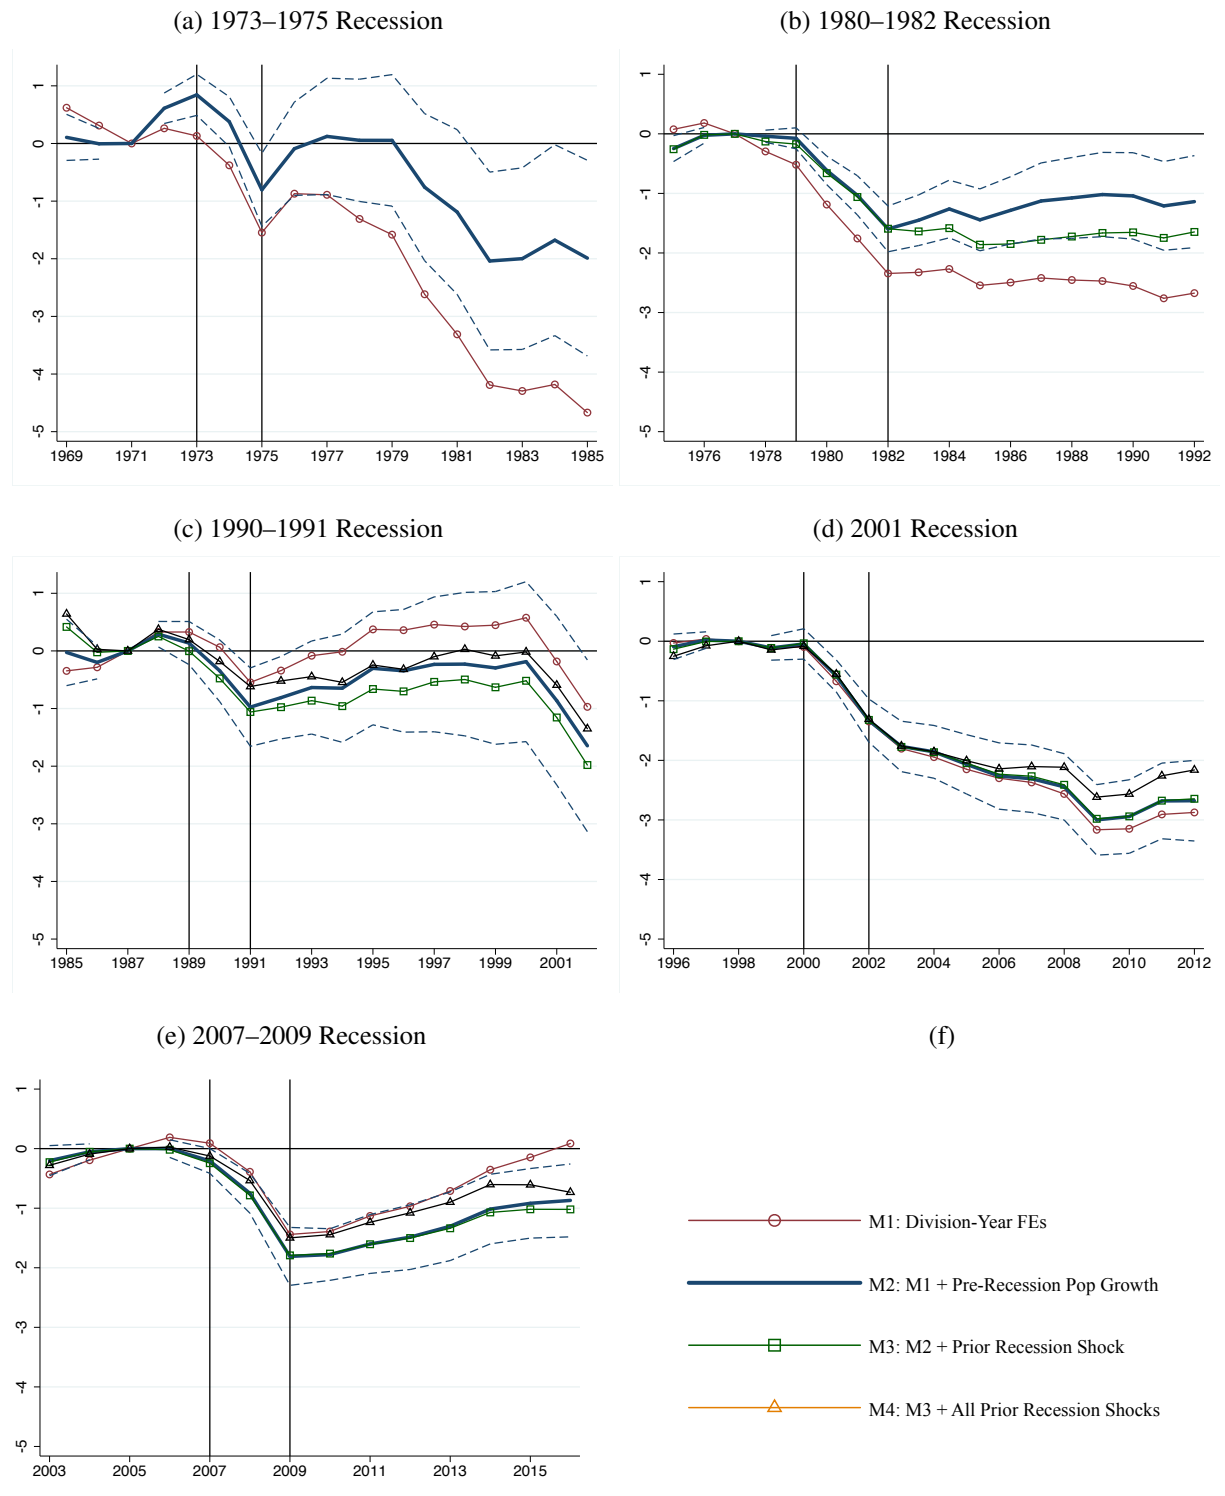 (a) 1973–1975 Recession
1
0
-1
-2
-3
-4
-5
1969 1971 1973 1975 1977 1979 1981 1983 1985
(b) 1980–1982 Recession
1
0
-1
-2
-3
-4
-5
1976 1978 1980 1982 1984 1986 1988 1990 1992
(c) 1990–1991 Recession
1
0
-1
-2
-3
-4
-5
1985 1987 1989 1991 1993 1995 1997 1999 2001
(d) 2001 Recession
1
0
-1
-2
-3
-4
-5
1996 1998 2000 2002 2004 2006 2008 2010 2012
(e) 2007–2009 Recession
1
0
-1
-2
-3
-4
-5
2003 2005 2007 2009 2011 2013 2015
(f)
M1: Division-Year FEs
M2: M1 + Pre-Recession Pop Growth
M3: M2 + Prior Recession Shock
M4: M3 + All Prior Recession Shocks